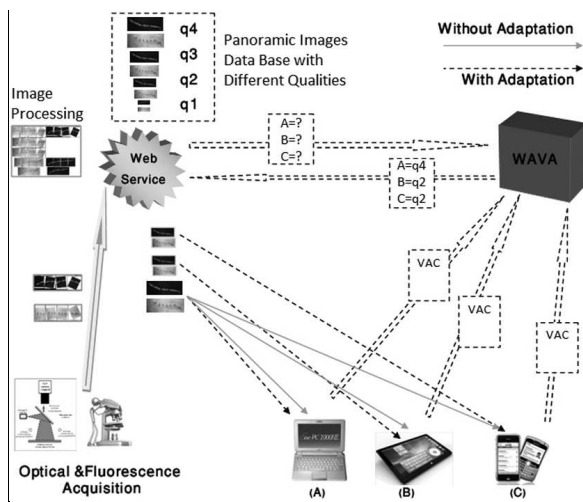 q4
q3
q2
q1
Panoramic Images
Data Base with
Different Qualities
Without Adaptation
With Adaptation
Image
Processing
Web
Service
A=?
B=?
C=?
A=q4
B=q2
C=q2
WAVA
VAC
VAC
VAC
Optical &Fluorescence
Acquisition
(A)
(B)
(C)